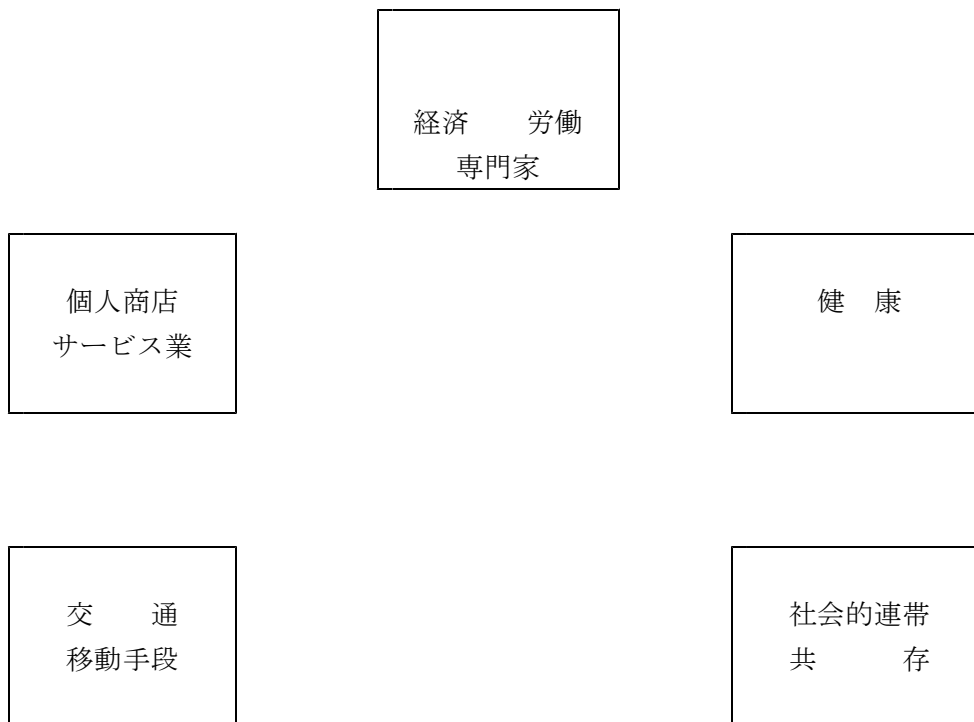 経済　　労働
専門家
個人商店
サービス業
健　康
交　　通
移動手段
社会的連帯
共　　　存